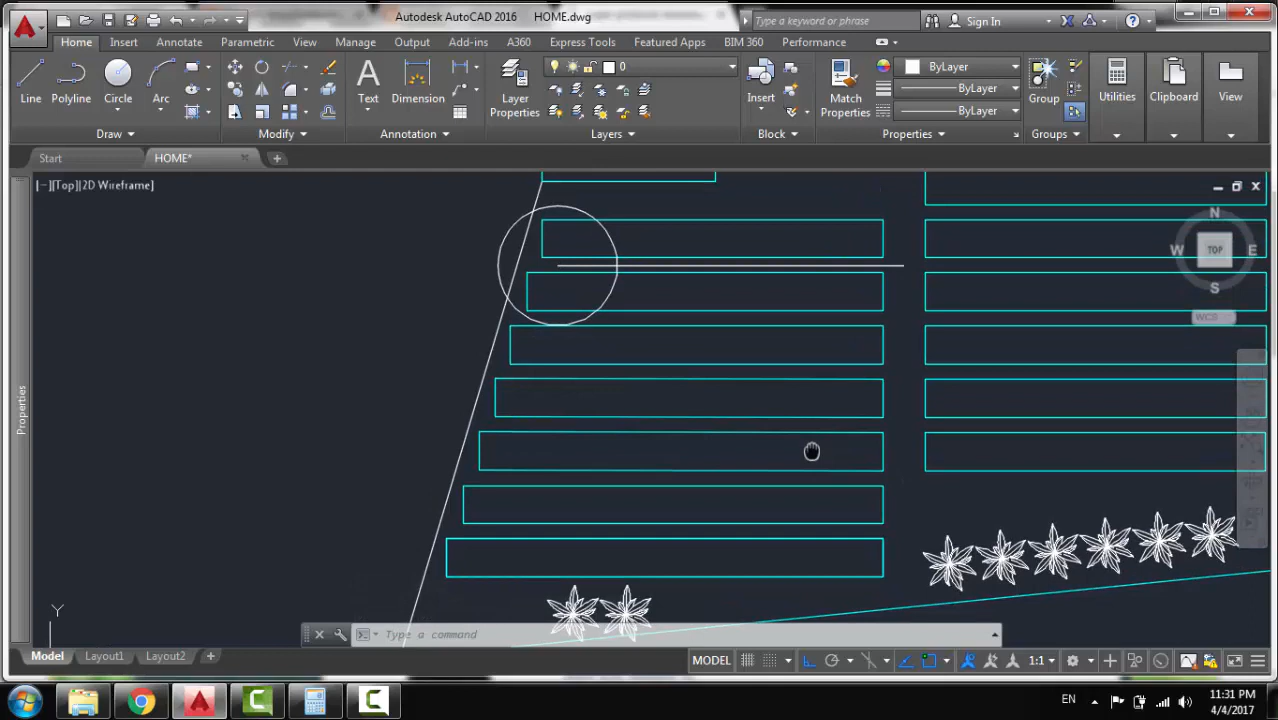 Autodesk AutoCAD 2016 HOME.dwg
Type a keyword or phrase
Sign In
Home Insert Annotate Parametric View Manage Output Add-ins A360 Express Tools Featured Apps BIM 360 Performance
Line Polyline Circle Arc Text Dimension Layer Properties 0 Insert Match Properties ByLayer Group Utilities Clipboard View
ByLayer
ByLayer
Draw Modify Annotation Layers Block Properties Groups
Start HOME*
[−][Top][2D Wireframe]
N
W TOP E
S
WCS
Properties
Y
Type a command
Model Layout1 Layout2
MODEL 1:1
EN 11:31 PM
4/4/2017